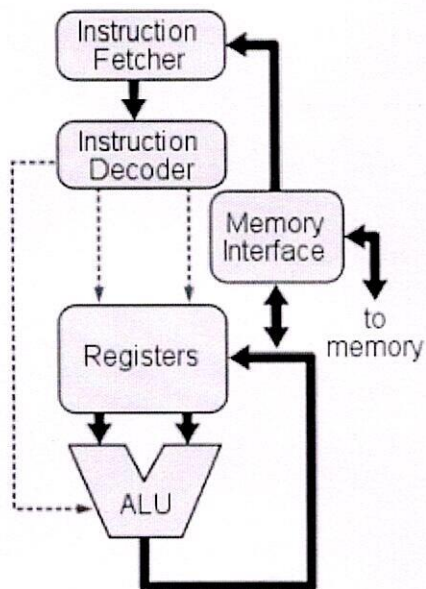 Instruction
Fetcher
Instruction
Decoder
Memory
Interface
to
memory
Registers
ALU